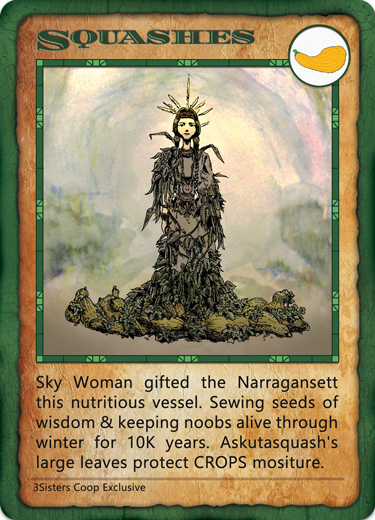 SQUASHES
Sky Woman gifted the Narragansett
this nutritious vessel. Sewing seeds of
wisdom & keeping noobs alive through
winter for 10K years. Askutasquash's
large leaves protect CROPS mositure.
3Sisters Coop Exclusive